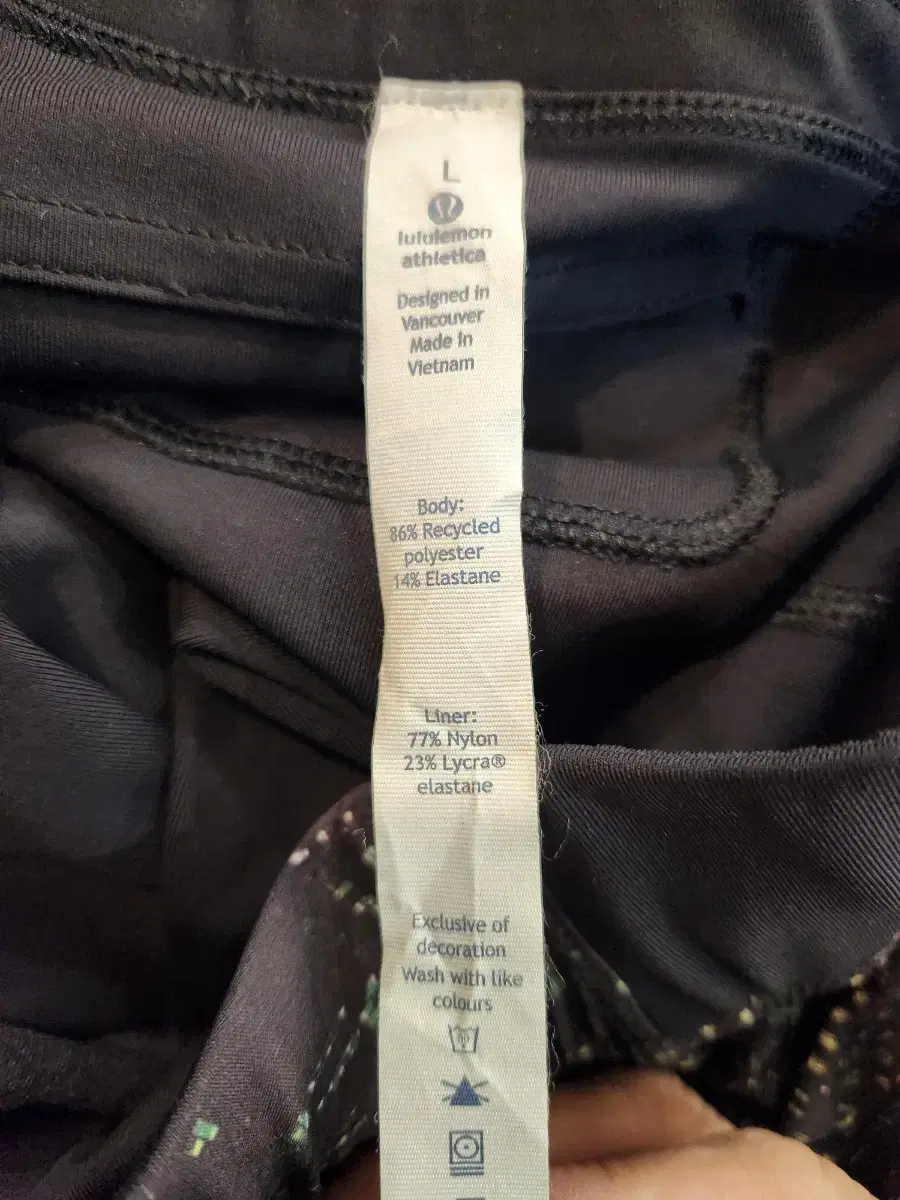 L
lululemon
athletica
Designed in
Vancouver
Made in
Vietnam
Body:
86% Recycled
polyester
14% Elastane
Liner:
77% Nylon
23% Lycra®
elastane
Exclusive of
decoration
Wash with like
colours